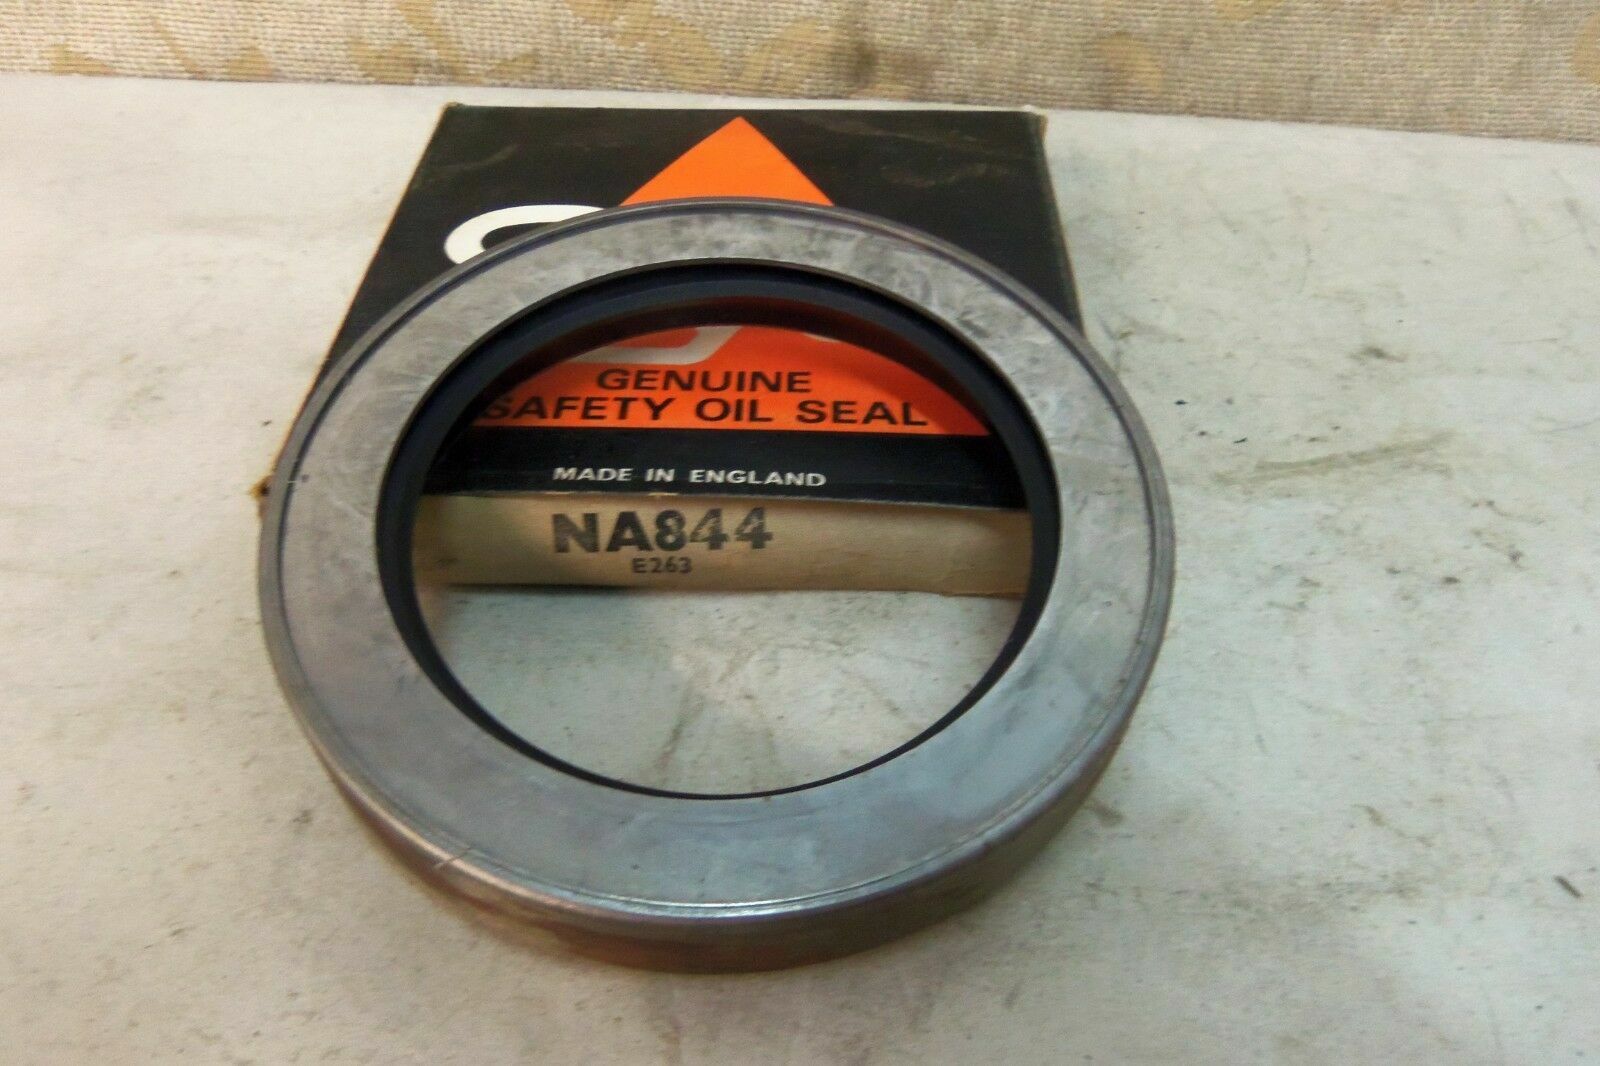 GENUINE
SAFETY OIL SEAL
MADE IN ENGLAND
NA844
E263